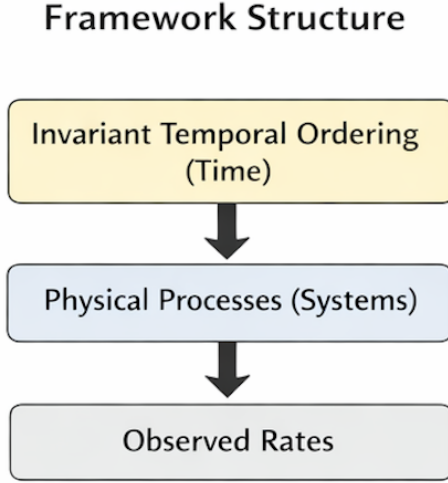 Framework Structure
Invariant Temporal Ordering
(Time)
Physical Processes (Systems)
Observed Rates